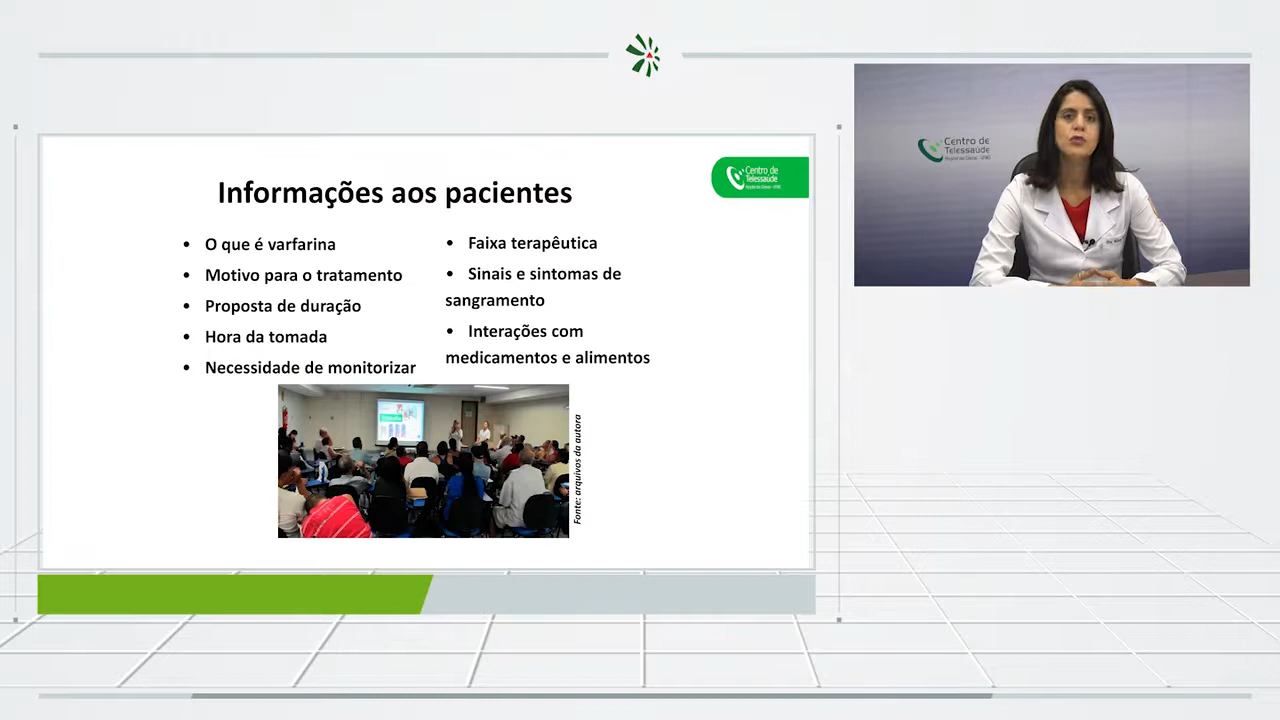 Informações aos pacientes
• O que é varfarina
• Motivo para o tratamento
• Proposta de duração
• Hora da tomada
• Necessidade de monitorizar
• Faixa terapêutica
• Sinais e sintomas de
sangramento
• Interações com
medicamentos e alimentos
Fonte: arquivos da autora
Centro de
Telessaúde
Centro de
Telessaúde